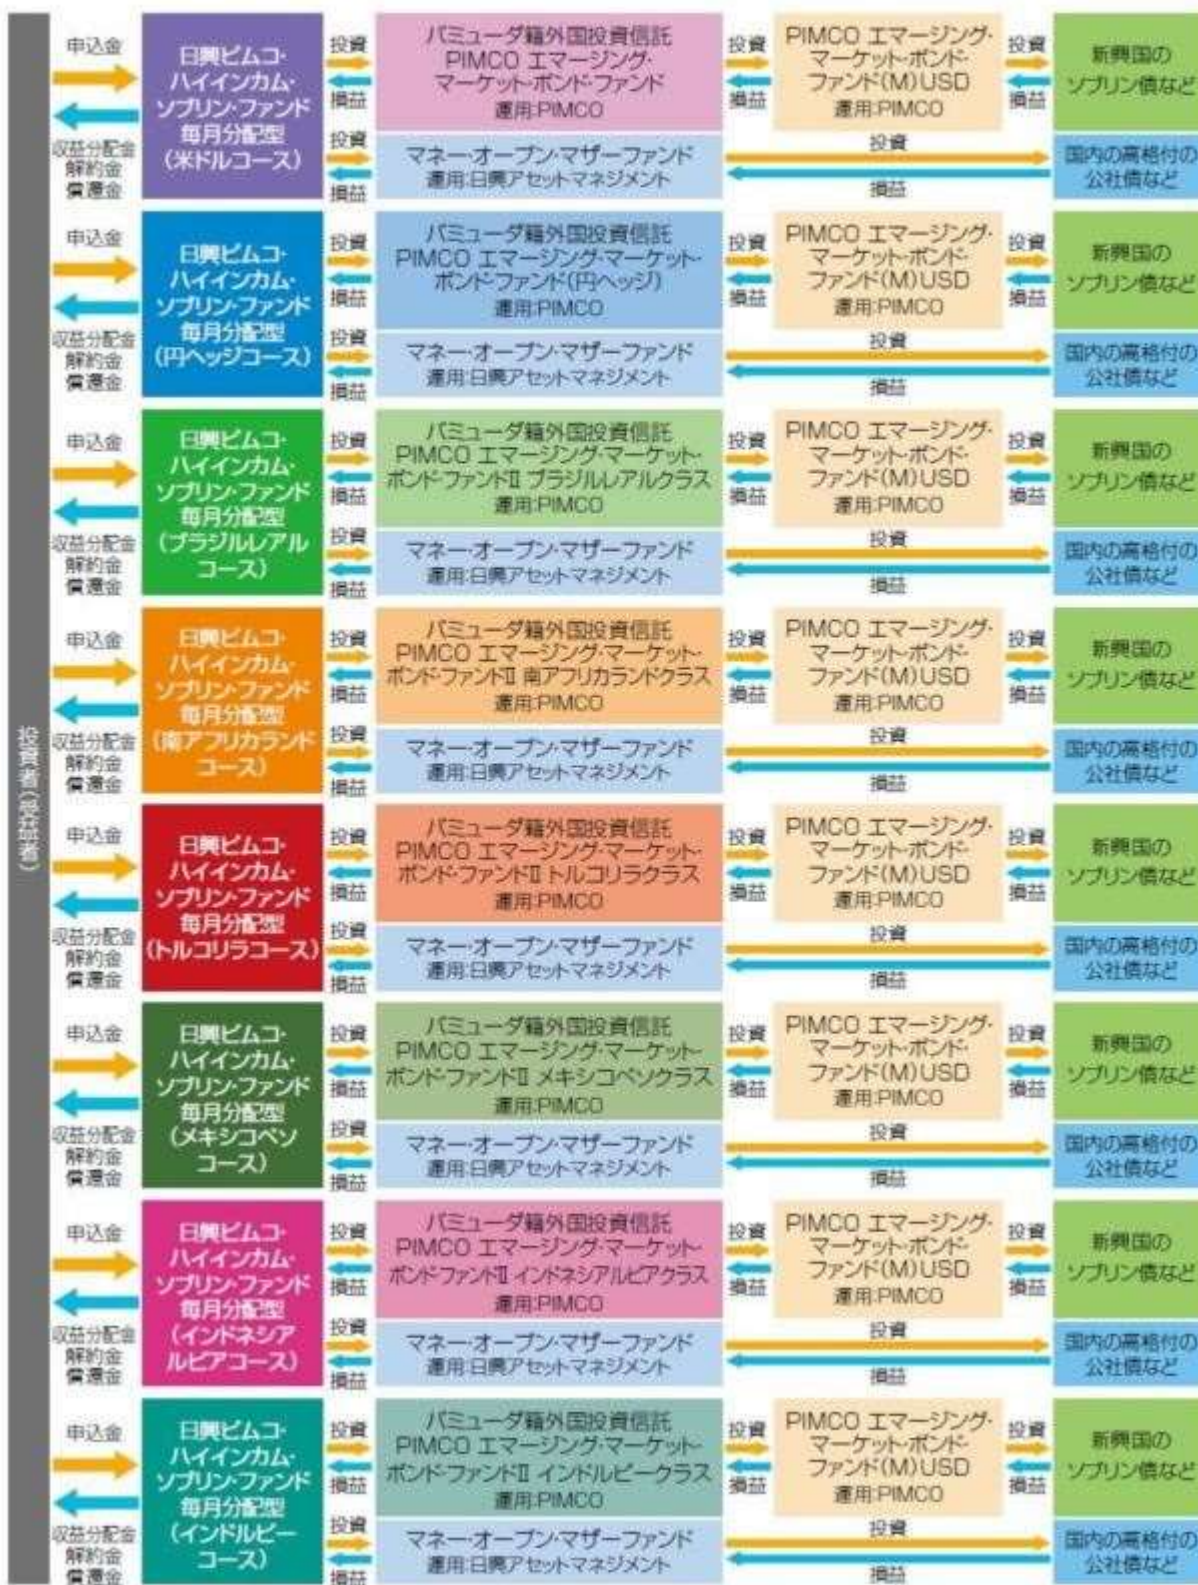 投資者（受益者）
申込金
収益分配金
解約金
償還金
日興ピムコ・
ハイインカム・
ソブリン・ファンド
毎月分配型
（米ドルコース）
投資
損益
投資
損益
バミューダ籍外国投資信託
PIMCO エマージング・
マーケット・ボンド・ファンド
運用:PIMCO
投資
損益
PIMCO エマージング・
マーケット・ボンド・
ファンド(M)USD
運用:PIMCO
投資
損益
新興国の
ソブリン債など
マネー・オープン・マザーファンド
運用:日興アセットマネジメント
投資
損益
国内の高格付の
公社債など
申込金
収益分配金
解約金
償還金
日興ピムコ・
ハイインカム・
ソブリン・ファンド
毎月分配型
（円ヘッジコース）
投資
損益
投資
損益
バミューダ籍外国投資信託
PIMCO エマージング・マーケット・
ボンド・ファンド(円ヘッジ)
運用:PIMCO
投資
損益
PIMCO エマージング・
マーケット・ボンド・
ファンド(M)USD
運用:PIMCO
投資
損益
新興国の
ソブリン債など
マネー・オープン・マザーファンド
運用:日興アセットマネジメント
投資
損益
国内の高格付の
公社債など
申込金
収益分配金
解約金
償還金
日興ピムコ・
ハイインカム・
ソブリン・ファンド
毎月分配型
（ブラジルレアル
コース）
投資
損益
投資
損益
バミューダ籍外国投資信託
PIMCO エマージング・マーケット・
ボンド・ファンドⅡ ブラジルレアルクラス
運用:PIMCO
投資
損益
PIMCO エマージング・
マーケット・ボンド・
ファンド(M)USD
運用:PIMCO
投資
損益
新興国の
ソブリン債など
マネー・オープン・マザーファンド
運用:日興アセットマネジメント
投資
損益
国内の高格付の
公社債など
申込金
収益分配金
解約金
償還金
日興ピムコ・
ハイインカム・
ソブリン・ファンド
毎月分配型
（南アフリカランド
コース）
投資
損益
投資
損益
バミューダ籍外国投資信託
PIMCO エマージング・マーケット・
ボンド・ファンドⅡ 南アフリカランドクラス
運用:PIMCO
投資
損益
PIMCO エマージング・
マーケット・ボンド・
ファンド(M)USD
運用:PIMCO
投資
損益
新興国の
ソブリン債など
マネー・オープン・マザーファンド
運用:日興アセットマネジメント
投資
損益
国内の高格付の
公社債など
申込金
収益分配金
解約金
償還金
日興ピムコ・
ハイインカム・
ソブリン・ファンド
毎月分配型
（トルコリラコース）
投資
損益
投資
損益
バミューダ籍外国投資信託
PIMCO エマージング・マーケット・
ボンド・ファンドⅡ トルコリラクラス
運用:PIMCO
投資
損益
PIMCO エマージング・
マーケット・ボンド・
ファンド(M)USD
運用:PIMCO
投資
損益
新興国の
ソブリン債など
マネー・オープン・マザーファンド
運用:日興アセットマネジメント
投資
損益
国内の高格付の
公社債など
申込金
収益分配金
解約金
償還金
日興ピムコ・
ハイインカム・
ソブリン・ファンド
毎月分配型
（メキシコペソ
コース）
投資
損益
投資
損益
バミューダ籍外国投資信託
PIMCO エマージング・マーケット・
ボンド・ファンドⅡ メキシコペソクラス
運用:PIMCO
投資
損益
PIMCO エマージング・
マーケット・ボンド・
ファンド(M)USD
運用:PIMCO
投資
損益
新興国の
ソブリン債など
マネー・オープン・マザーファンド
運用:日興アセットマネジメント
投資
損益
国内の高格付の
公社債など
申込金
収益分配金
解約金
償還金
日興ピムコ・
ハイインカム・
ソブリン・ファンド
毎月分配型
（インドネシア
ルピアコース）
投資
損益
投資
損益
バミューダ籍外国投資信託
PIMCO エマージング・マーケット・
ボンド・ファンドⅡ インドネシアルピアクラス
運用:PIMCO
投資
損益
PIMCO エマージング・
マーケット・ボンド・
ファンド(M)USD
運用:PIMCO
投資
損益
新興国の
ソブリン債など
マネー・オープン・マザーファンド
運用:日興アセットマネジメント
投資
損益
国内の高格付の
公社債など
申込金
収益分配金
解約金
償還金
日興ピムコ・
ハイインカム・
ソブリン・ファンド
毎月分配型
（インドルピー
コース）
投資
損益
投資
損益
バミューダ籍外国投資信託
PIMCO エマージング・マーケット・
ボンド・ファンドⅡ インドルピークラス
運用:PIMCO
投資
損益
PIMCO エマージング・
マーケット・ボンド・
ファンド(M)USD
運用:PIMCO
投資
損益
新興国の
ソブリン債など
マネー・オープン・マザーファンド
運用:日興アセットマネジメント
投資
損益
国内の高格付の
公社債など